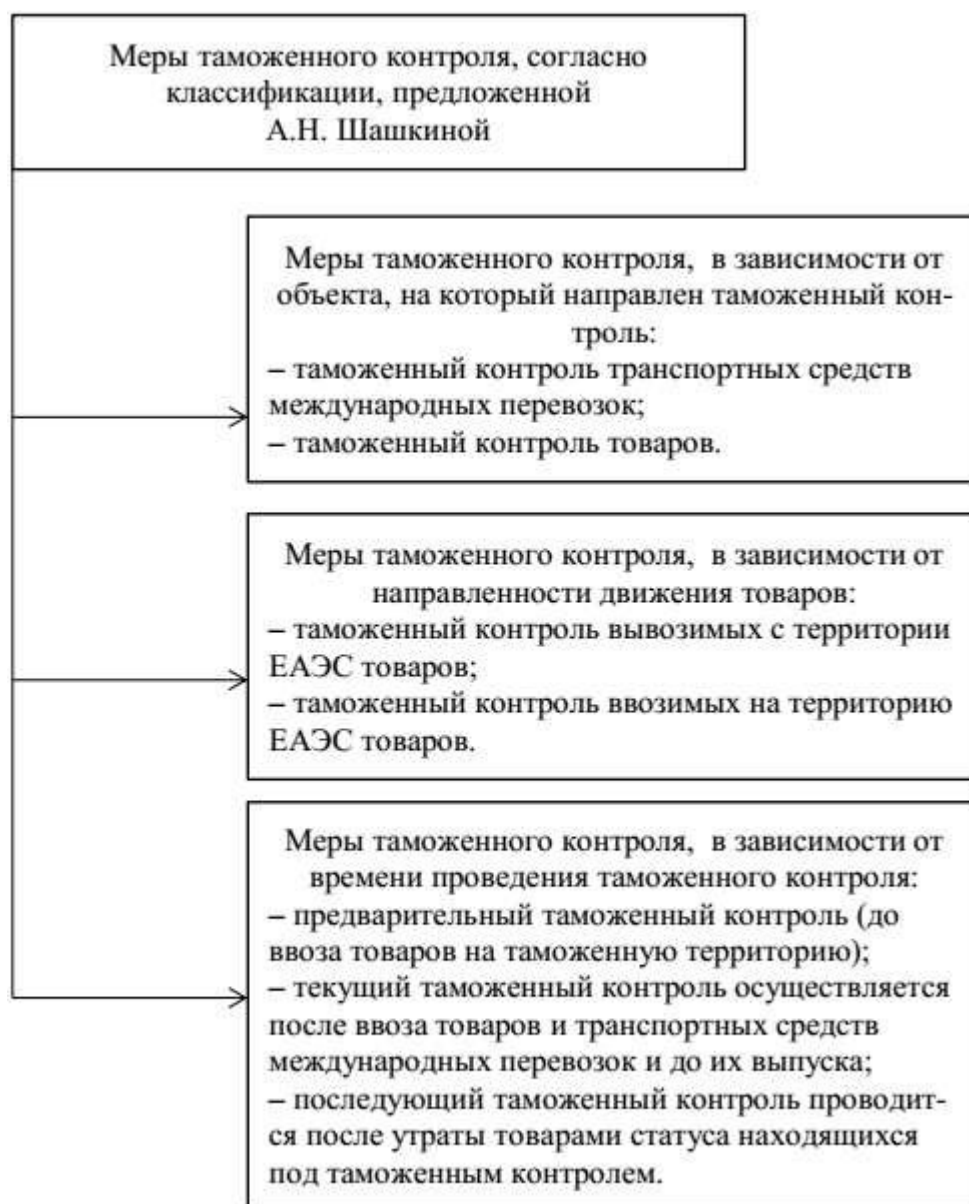 Меры таможенного контроля, согласно
классификации, предложенной
А.Н. Шашкиной
Меры таможенного контроля, в зависимости от
объекта, на который направлен таможенный кон-
троль:
– таможенный контроль транспортных средств
международных перевозок;
– таможенный контроль товаров.
Меры таможенного контроля, в зависимости от
направленности движения товаров:
– таможенный контроль вывозимых с территории
ЕАЭС товаров;
– таможенный контроль ввозимых на территорию
ЕАЭС товаров.
Меры таможенного контроля, в зависимости от
времени проведения таможенного контроля:
– предварительный таможенный контроль (до
ввоза товаров на таможенную территорию);
– текущий таможенный контроль осуществляется
после ввоза товаров и транспортных средств
международных перевозок и до их выпуска;
– последующий таможенный контроль проводит-
ся после утраты товарами статуса находящихся
под таможенным контролем.